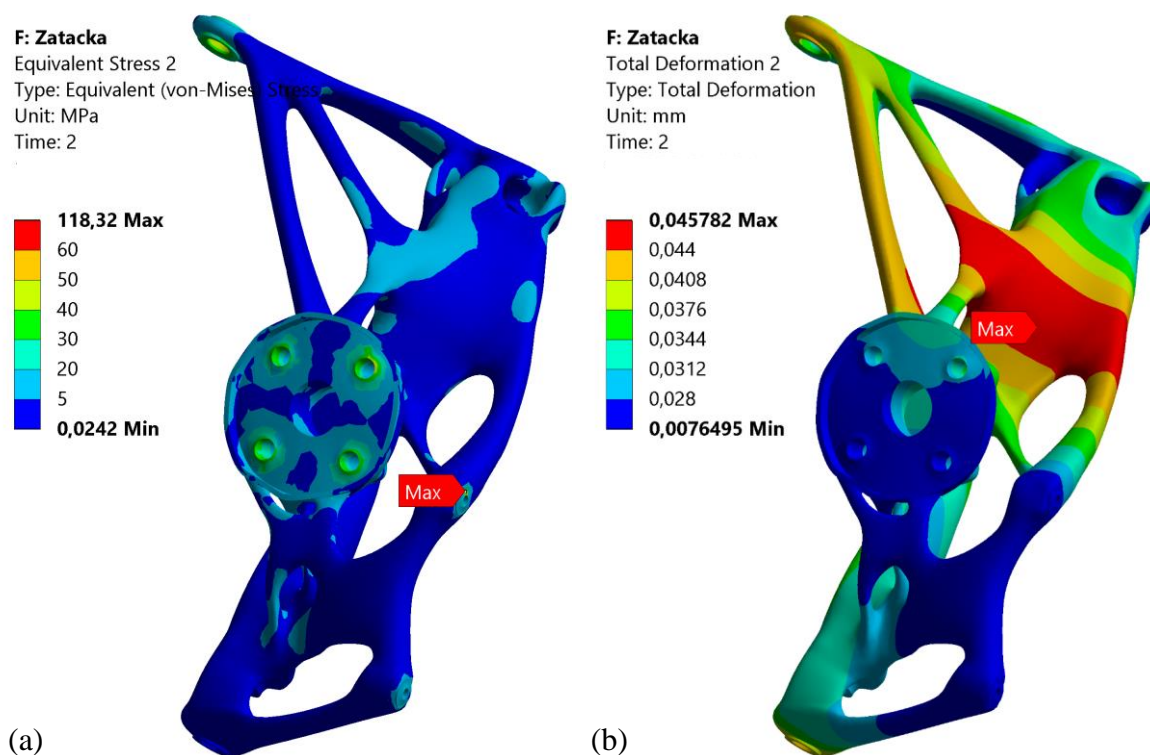 F: Zatacka
Equivalent Stress 2
Type: Equivalent (von-Mises) Stress
Unit: MPa
Time: 2
118,32 Max
60
50
40
30
20
5
0,0242 Min
Max
(a)
F: Zatacka
Total Deformation 2
Type: Total Deformation
Unit: mm
Time: 2
0,045782 Max
0,044
0,0408
0,0376
0,0344
0,0312
0,028
0,0076495 Min
Max
(b)